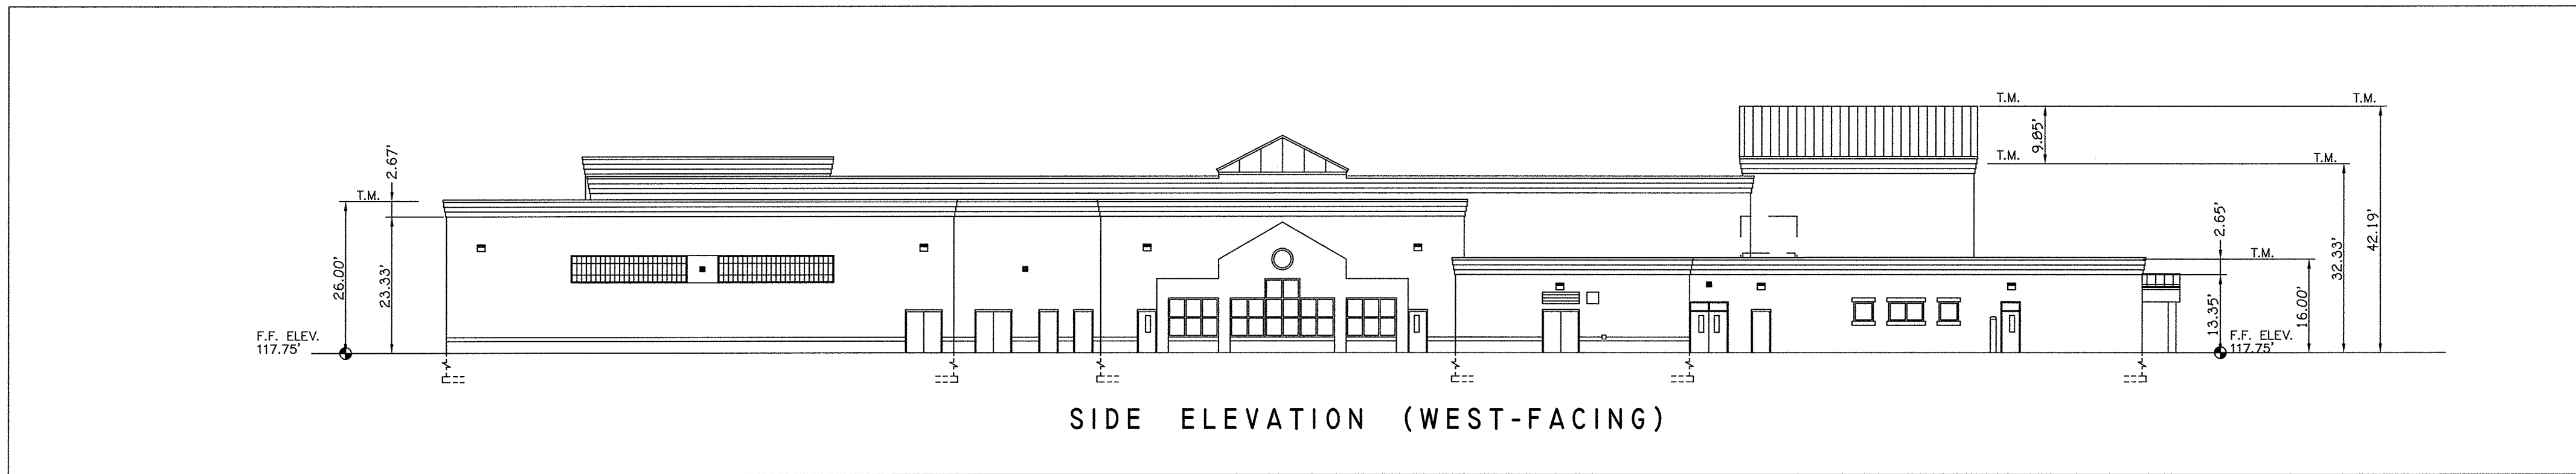 T.M.
T.M.
9.85'
T.M.
T.M.
2.67'
T.M.
26.00'
23.33'
F.F. ELEV.
117.75'
2.65'
T.M.
13.35'
16.00'
32.33'
42.19'
F.F. ELEV.
117.75'
SIDE ELEVATION (WEST-FACING)